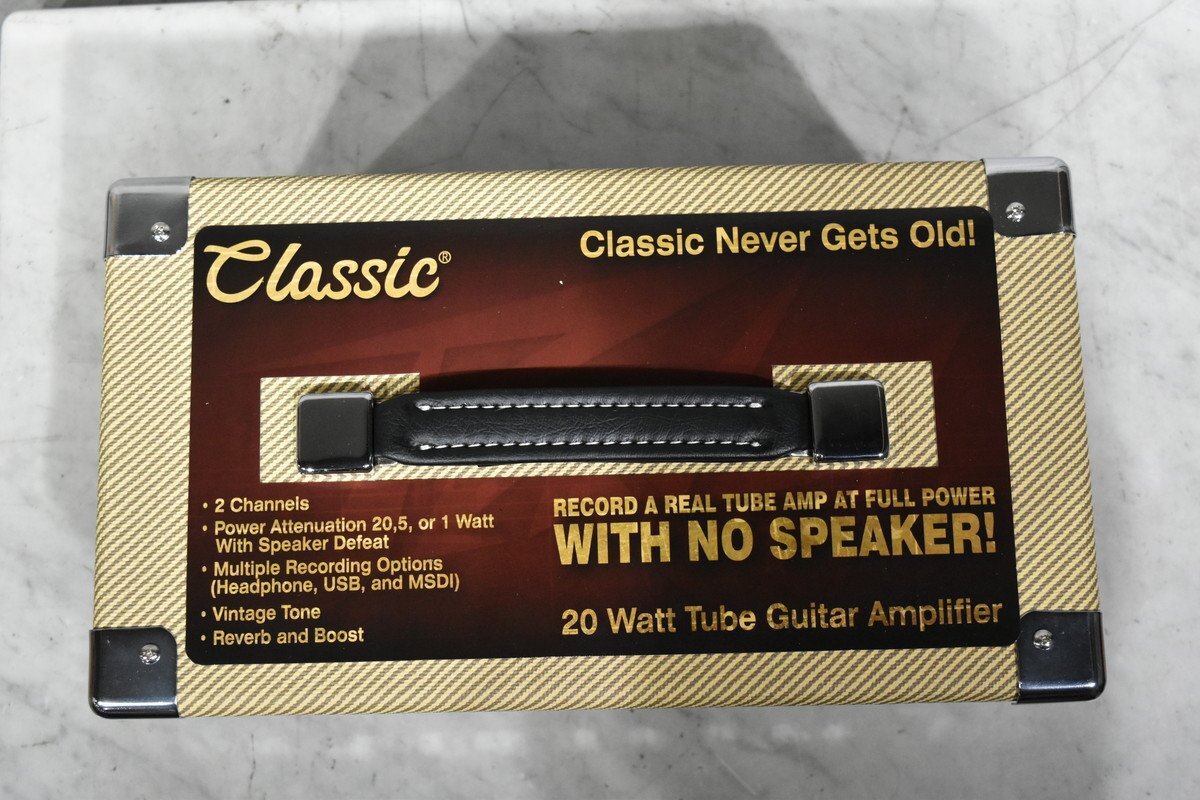 Classic®
Classic Never Gets Old!
• 2 Channels
• Power Attenuation 20,5, or 1 Watt
With Speaker Defeat
• Multiple Recording Options
(Headphone, USB, and MSDI)
• Vintage Tone
• Reverb and Boost
RECORD A REAL TUBE AMP AT FULL POWER
WITH NO SPEAKER!
20 Watt Tube Guitar Amplifier